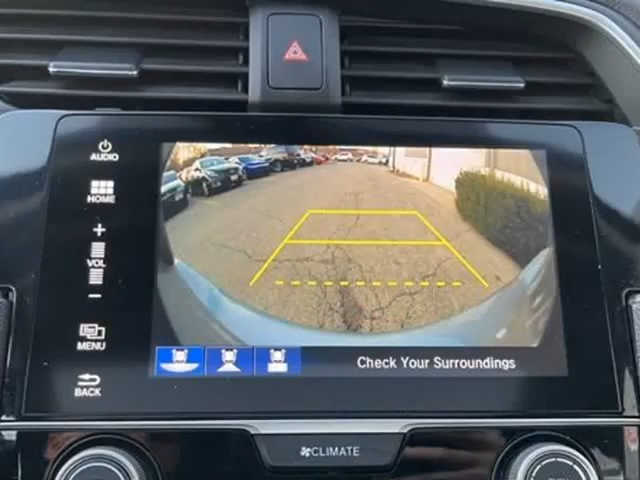 AUDIO
HOME
+
VOL
−
MENU
BACK
Check Your Surroundings
CLIMATE